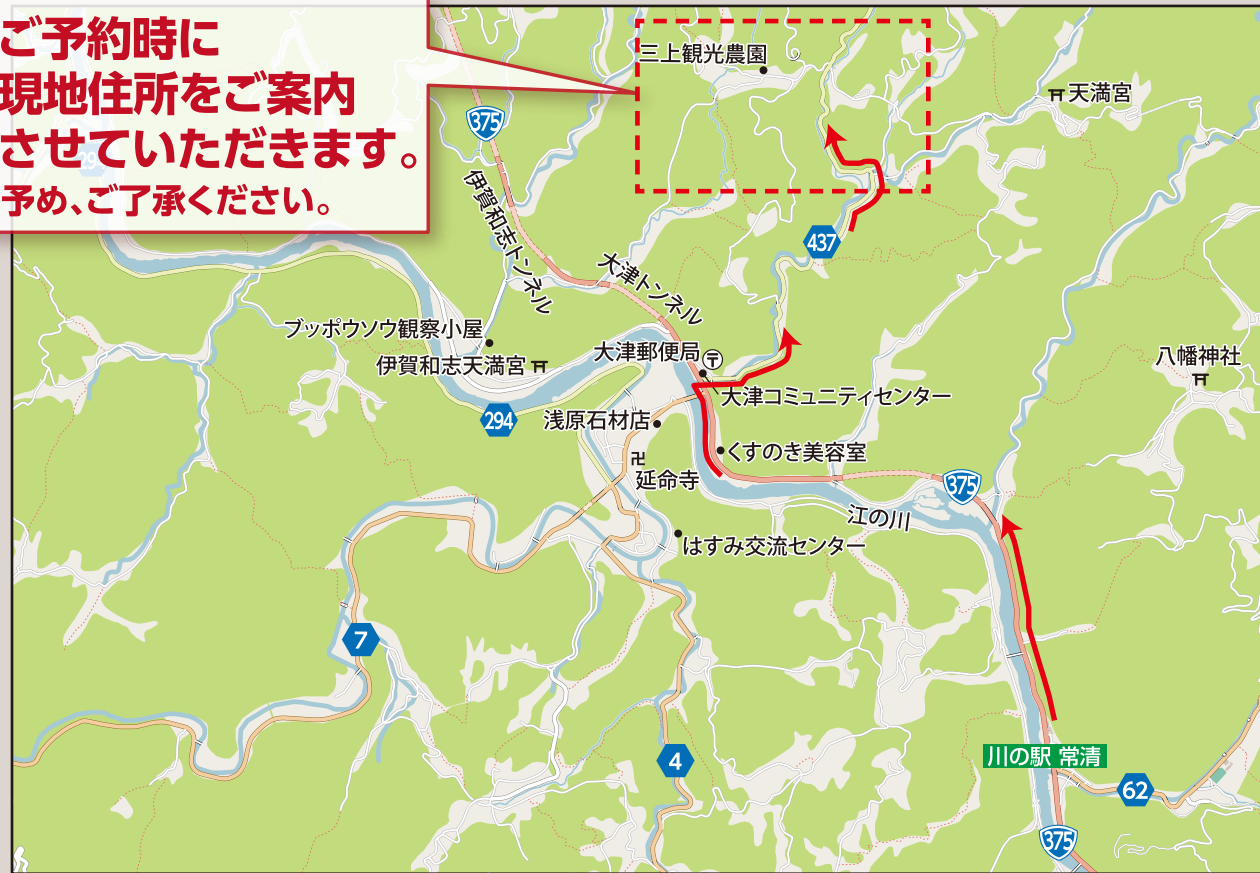 ご予約時に
現地住所をご案内
させていただきます。
予め、ご了承ください。
三上観光農園
天満宮
375
伊賀和志トンネル
大津トンネル
437
ブッポウソウ観察小屋
伊賀和志天満宮
大津郵便局
大津コミュニティセンター
八幡神社
294
浅原石材店
くすのき美容室
延命寺
375
江の川
はすみ交流センター
7
川の駅 常清
4
62
375